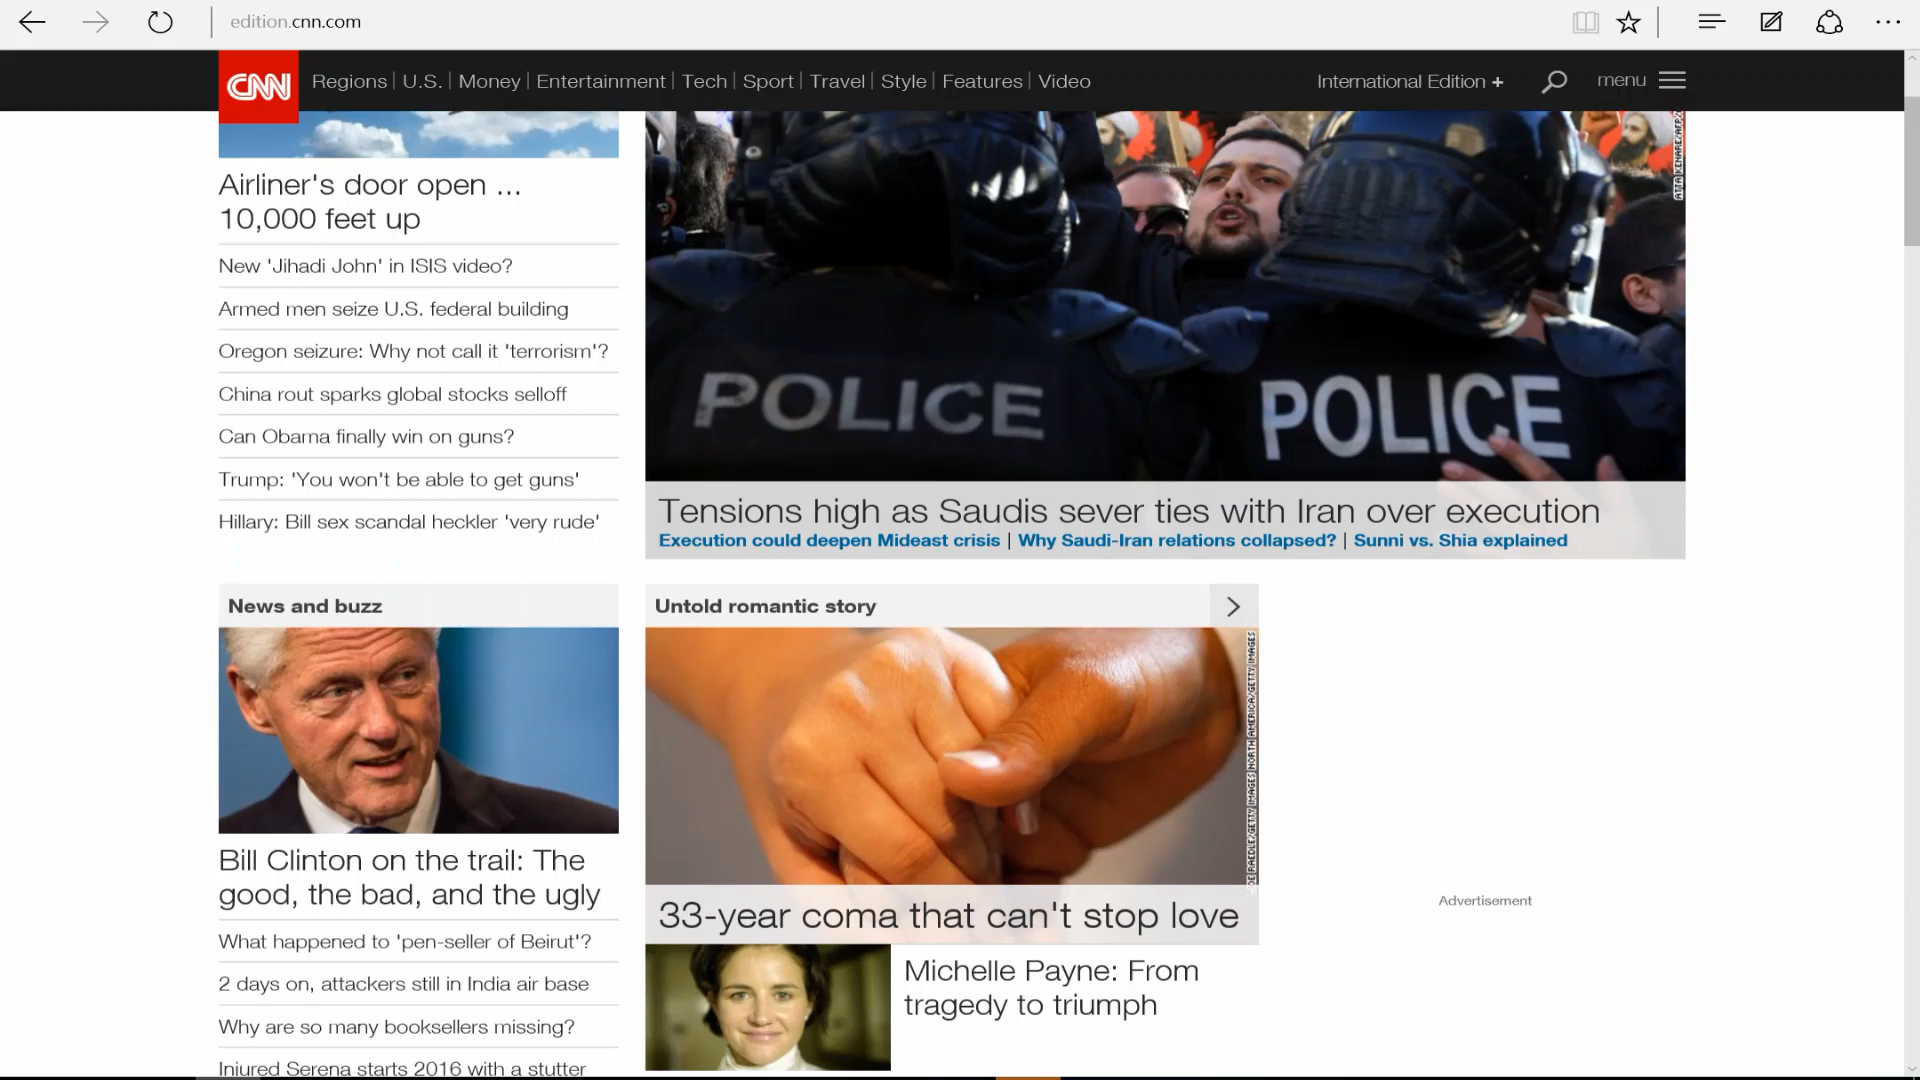 edition.cnn.com
CNN
Regions | U.S. | Money | Entertainment | Tech | Sport | Travel | Style | Features | Video
International Edition +
menu
Airliner's door open ...
10,000 feet up
New 'Jihadi John' in ISIS video?
Armed men seize U.S. federal building
Oregon seizure: Why not call it 'terrorism'?
China rout sparks global stocks selloff
Can Obama finally win on guns?
Trump: 'You won't be able to get guns'
Hillary: Bill sex scandal heckler 'very rude'
POLICE
POLICE
Tensions high as Saudis sever ties with Iran over execution
Execution could deepen Mideast crisis | Why Saudi-Iran relations collapsed? | Sunni vs. Shia explained
News and buzz
Bill Clinton on the trail: The
good, the bad, and the ugly
What happened to 'pen-seller of Beirut'?
2 days on, attackers still in India air base
Why are so many booksellers missing?
Injured Serena starts 2016 with a stutter
Untold romantic story
RAEDLE/GETTY IMAGES NORTH AMERICA/GETTY IMAGES
33-year coma that can't stop love
Michelle Payne: From
tragedy to triumph
Advertisement